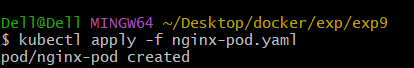 Dell@Dell MINGW64 ~/Desktop/docker/exp/exp9
$ kubectl apply -f nginx-pod.yaml
pod/nginx-pod created